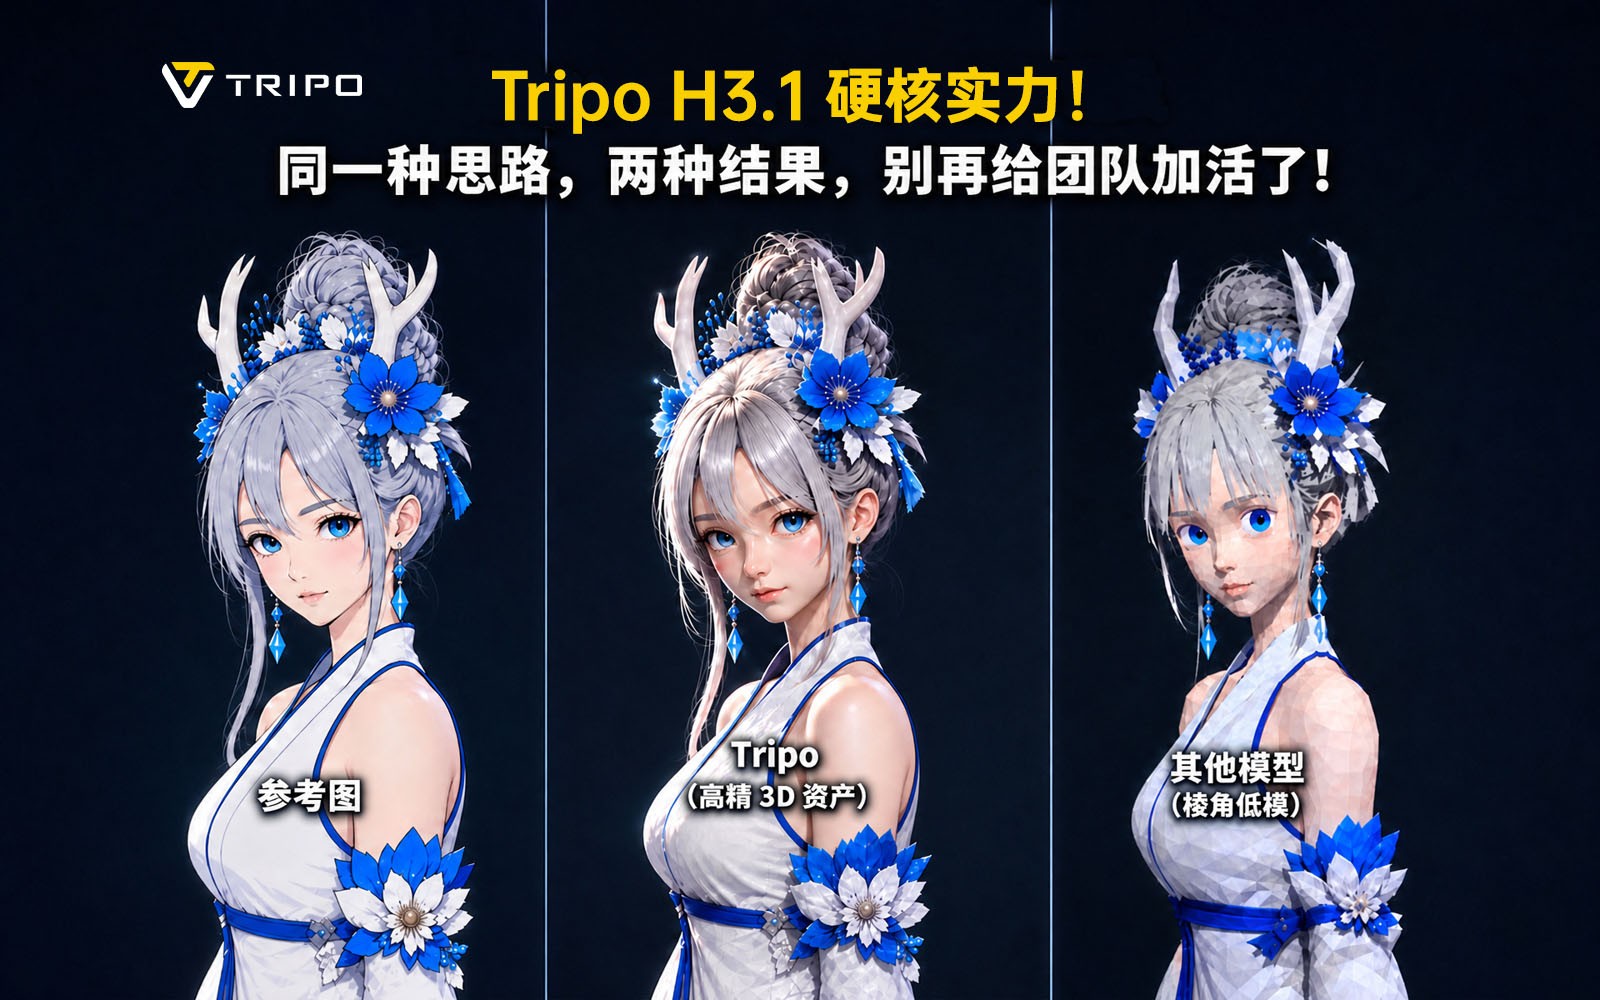 TRIPO
Tripo H3.1 硬核实力！
同一种思路，两种结果，别再给团队加活了！
参考图
Tripo
（高精 3D 资产）
其他模型
（棱角低模）